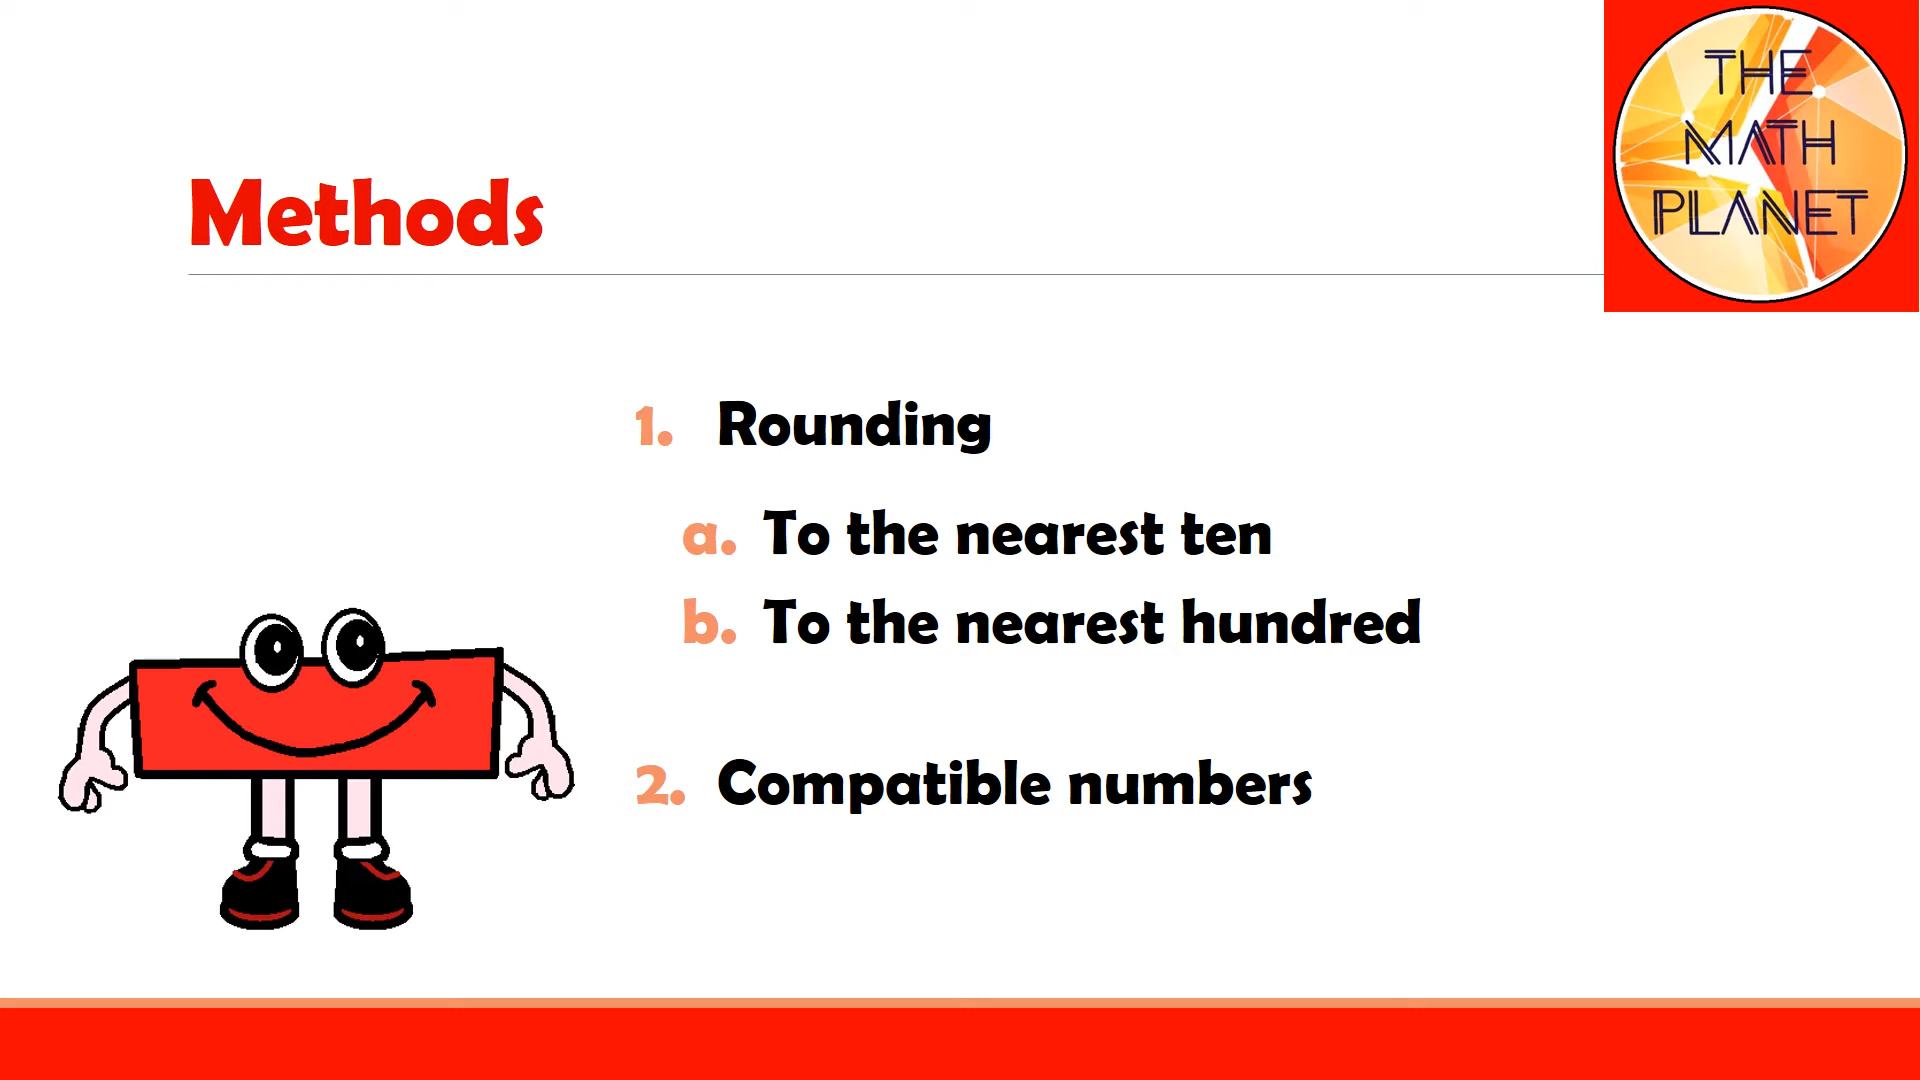 THE
MATH
PLANET
Methods
1. Rounding
a. To the nearest ten
b. To the nearest hundred
2. Compatible numbers